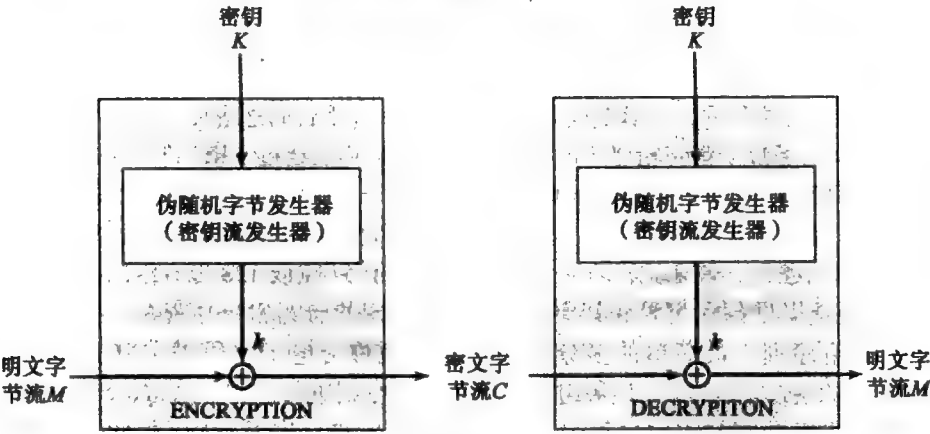 密钥
K
伪随机字节发生器
（密钥流发生器）
k
明文字
节流M
ENCRYPTION
密文字
节流C
密钥
K
伪随机字节发生器
（密钥流发生器）
k
明文字
节流M
DECRYPITON